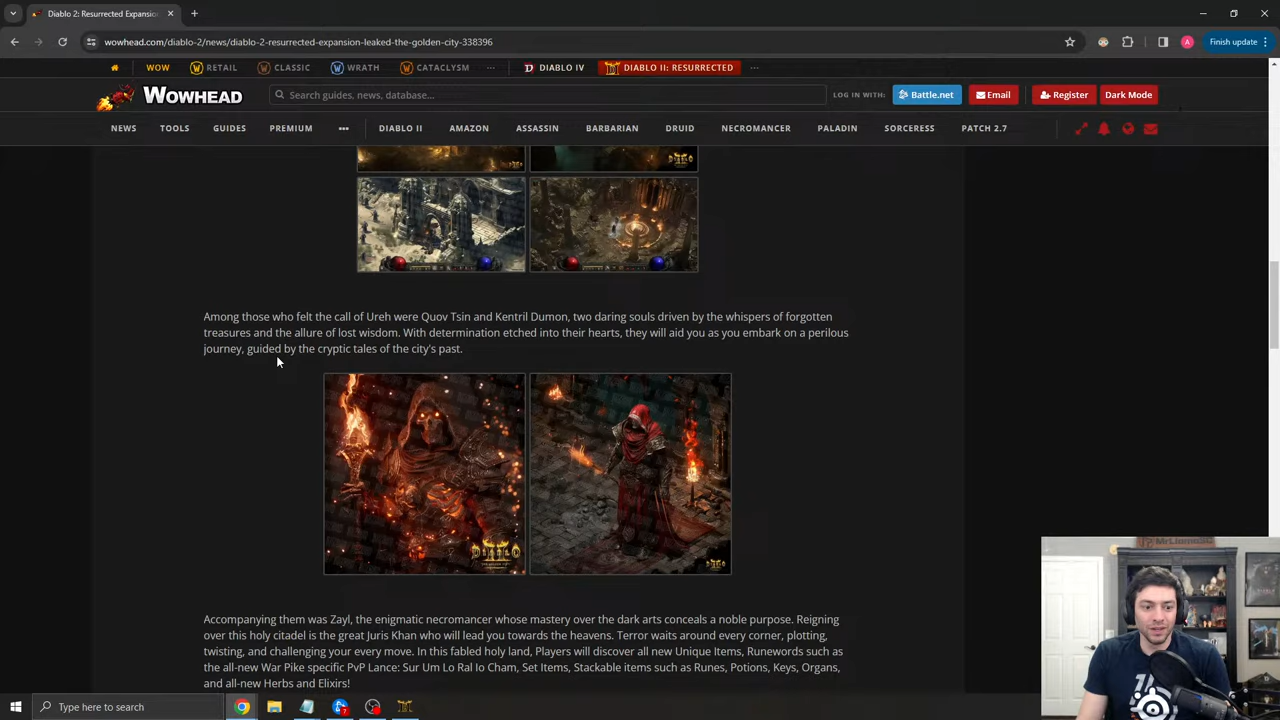 Diablo 2: Resurrected Expansion
wowhead.com/diablo-2/news/diablo-2-resurrected-expansion-leaked-the-golden-city-338396
A
Finish update
WOW
RETAIL
CLASSIC
WRATH
CATACLYSM
...
DIABLO IV
DIABLO II: RESURRECTED
...
WOWHEAD
Search guides, news, database...
LOG IN WITH:
Battle.net
Email
Register
Dark Mode
NEWS
TOOLS
GUIDES
PREMIUM
DIABLO II
AMAZON
ASSASSIN
BARBARIAN
DRUID
NECROMANCER
PALADIN
SORCERESS
PATCH 2.7
Among those who felt the call of Ureh were Quov Tsin and Kentril Dumon, two daring souls driven by the whispers of forgotten
treasures and the allure of lost wisdom. With determination etched into their hearts, they will aid you as you embark on a perilous
journey, guided by the cryptic tales of the city's past.
DIABLO
Accompanying them was Zayl, the enigmatic necromancer whose mastery over the dark arts conceals a noble purpose. Reigning
over this holy citadel is the great Juris Khan who will lead you towards the heavens. Terror waits around every corner, plotting,
twisting, and challenging your every move. In this fabled holy land, Players will discover all new Unique Items, Runewords such as
the all-new War Pike specific PvP Lance: Sur Um Lo Ral Io Cham, Set Items, Stackable items such as Runes, Potions, Keys, Organs,
and all-new Herbs and Elixirs!
MrLlamaSC
Type here to search